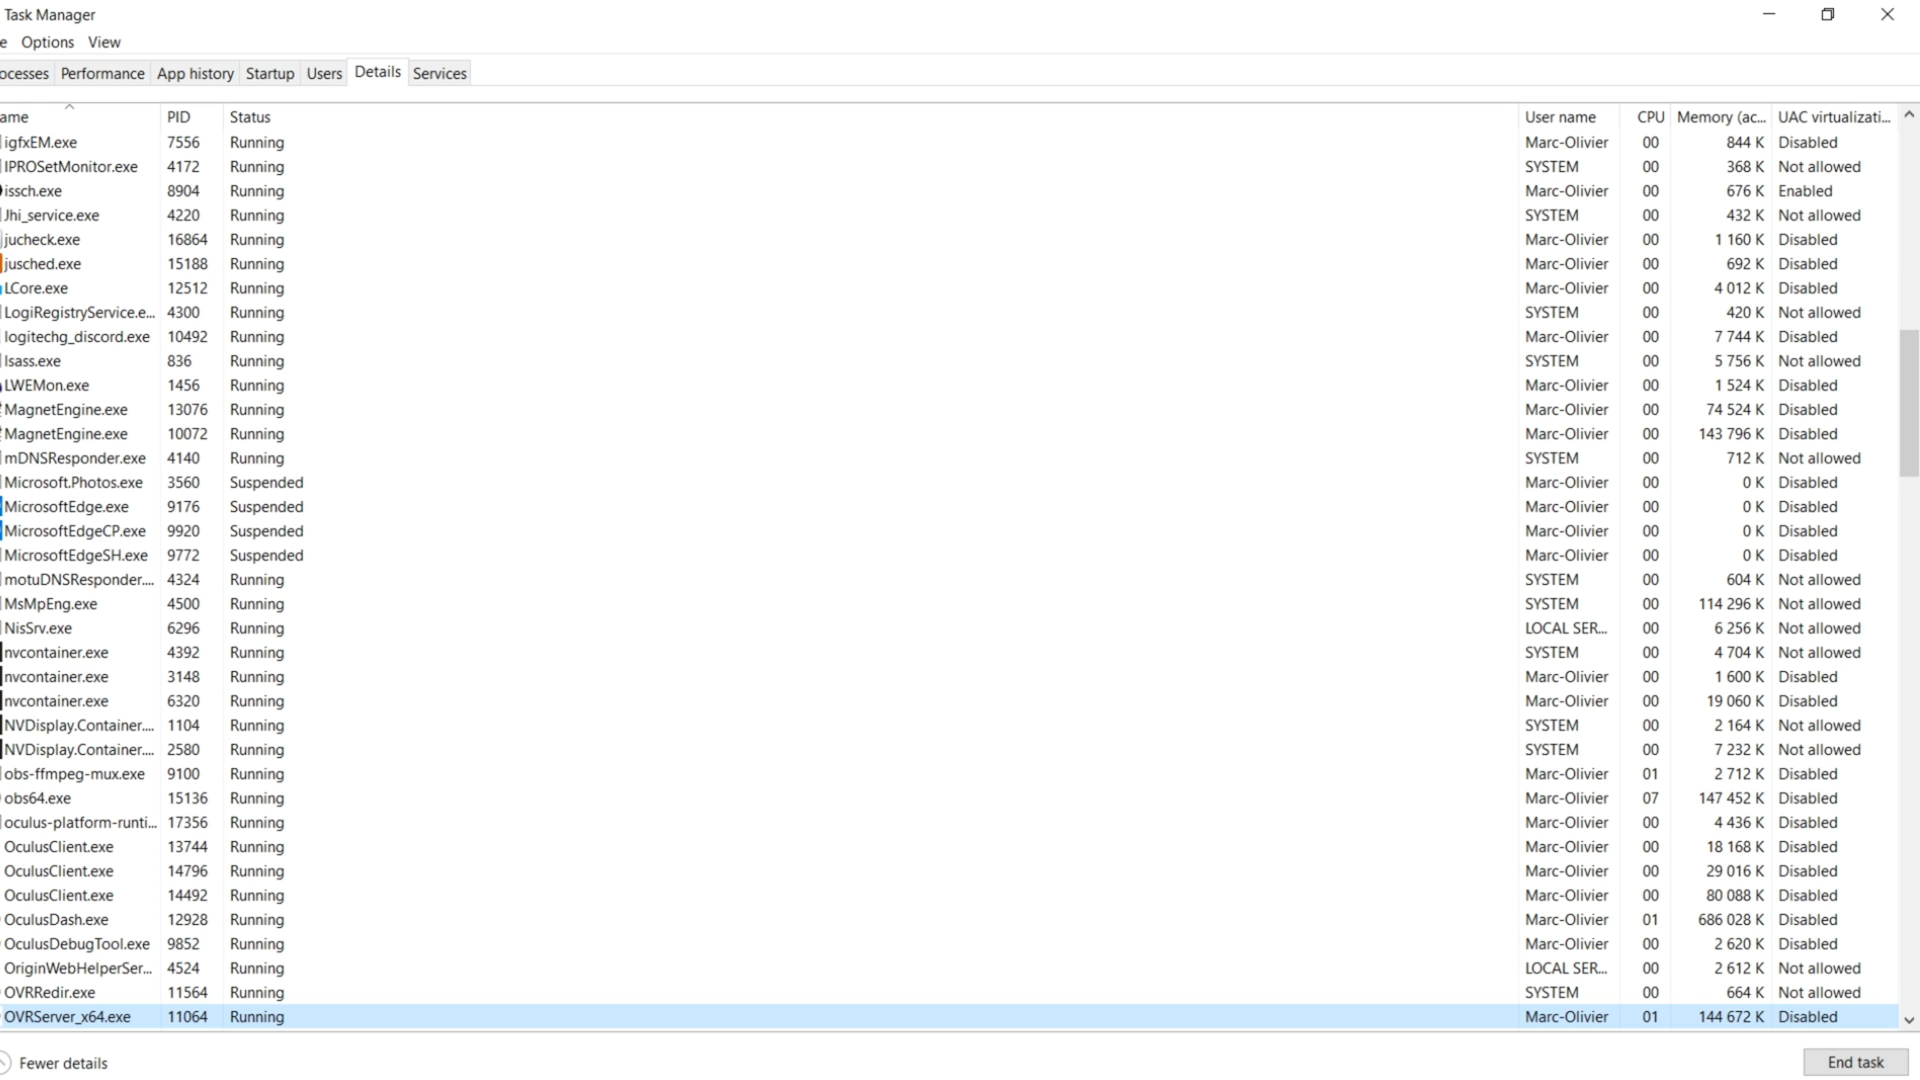 Task Manager
e Options View
ocesses Performance App history Startup Users Details Services
ame PID Status User name CPU Memory (ac... UAC virtualizati...
igfxEM.exe 7556 Running Marc-Olivier 00 844 K Disabled
IPROSetMonitor.exe 4172 Running SYSTEM 00 368 K Not allowed
issch.exe 8904 Running Marc-Olivier 00 676 K Enabled
Jhi_service.exe 4220 Running SYSTEM 00 432 K Not allowed
jucheck.exe 16864 Running Marc-Olivier 00 1 160 K Disabled
jusched.exe 15188 Running Marc-Olivier 00 692 K Disabled
LCore.exe 12512 Running Marc-Olivier 00 4 012 K Disabled
LogiRegistryService.e... 4300 Running SYSTEM 00 420 K Not allowed
logitechg_discord.exe 10492 Running Marc-Olivier 00 7 744 K Disabled
lsass.exe 836 Running SYSTEM 00 5 756 K Not allowed
LWEMon.exe 1456 Running Marc-Olivier 00 1 524 K Disabled
MagnetEngine.exe 13076 Running Marc-Olivier 00 74 524 K Disabled
MagnetEngine.exe 10072 Running Marc-Olivier 00 143 796 K Disabled
mDNSResponder.exe 4140 Running SYSTEM 00 712 K Not allowed
Microsoft.Photos.exe 3560 Suspended Marc-Olivier 00 0 K Disabled
MicrosoftEdge.exe 9176 Suspended Marc-Olivier 00 0 K Disabled
MicrosoftEdgeCP.exe 9920 Suspended Marc-Olivier 00 0 K Disabled
MicrosoftEdgeSH.exe 9772 Suspended Marc-Olivier 00 0 K Disabled
motuDNSResponder.... 4324 Running SYSTEM 00 604 K Not allowed
MsMpEng.exe 4500 Running SYSTEM 00 114 296 K Not allowed
NisSrv.exe 6296 Running LOCAL SER... 00 6 256 K Not allowed
nvcontainer.exe 4392 Running SYSTEM 00 4 704 K Not allowed
nvcontainer.exe 3148 Running Marc-Olivier 00 1 600 K Disabled
nvcontainer.exe 6320 Running Marc-Olivier 00 19 060 K Disabled
NVDisplay.Container.... 1104 Running SYSTEM 00 2 164 K Not allowed
NVDisplay.Container.... 2580 Running SYSTEM 00 7 232 K Not allowed
obs-ffmpeg-mux.exe 9100 Running Marc-Olivier 01 2 712 K Disabled
obs64.exe 15136 Running Marc-Olivier 07 147 452 K Disabled
oculus-platform-runti... 17356 Running Marc-Olivier 00 4 436 K Disabled
OculusClient.exe 13744 Running Marc-Olivier 00 18 168 K Disabled
OculusClient.exe 14796 Running Marc-Olivier 00 29 016 K Disabled
OculusClient.exe 14492 Running Marc-Olivier 00 80 088 K Disabled
OculusDash.exe 12928 Running Marc-Olivier 01 686 028 K Disabled
OculusDebugTool.exe 9852 Running Marc-Olivier 00 2 620 K Disabled
OriginWebHelperSer... 4524 Running LOCAL SER... 00 2 612 K Not allowed
OVRRedir.exe 11564 Running SYSTEM 00 664 K Not allowed
OVRServer_x64.exe 11064 Running Marc-Olivier 01 144 672 K Disabled
Fewer details End task